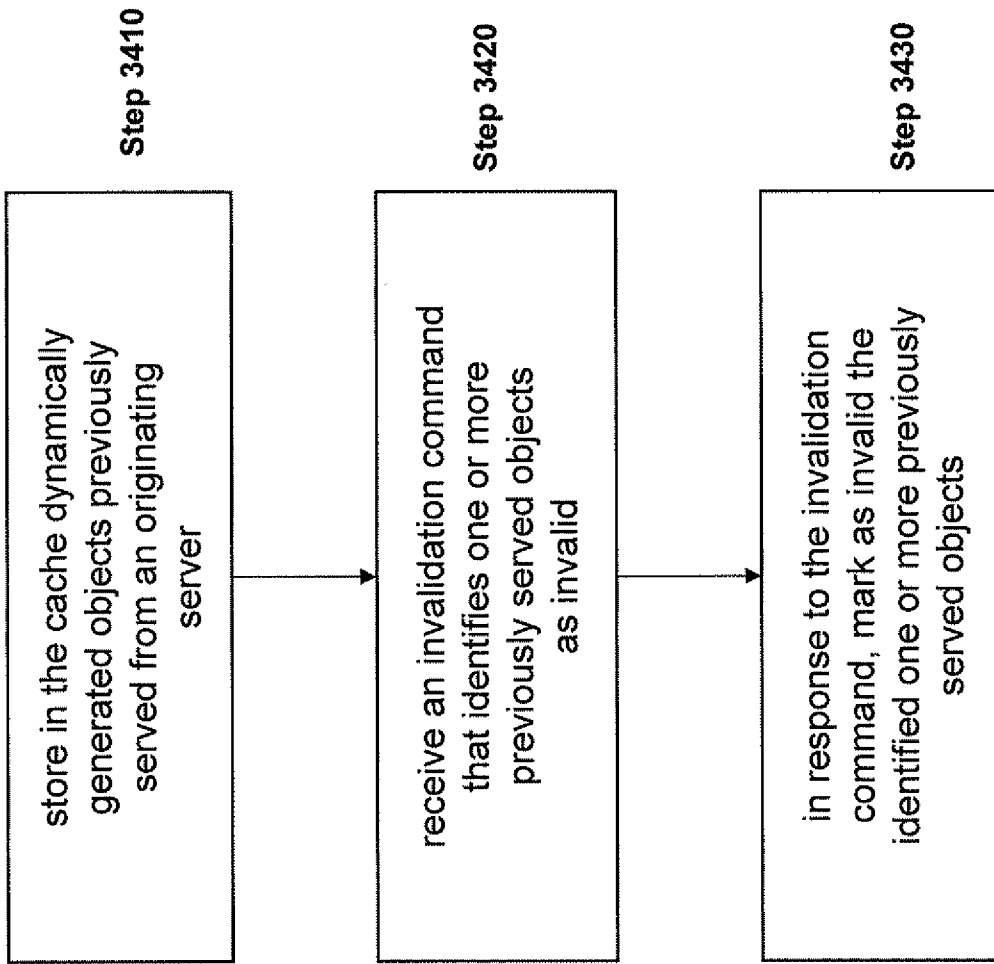 store in the cache dynamically
generated objects previously
served from an originating
server
Step 3410
receive an invalidation command
that identifies one or more
previously served objects
as invalid
Step 3420
in response to the invalidation
command, mark as invalid the
identified one or more previously
served objects
Step 3430